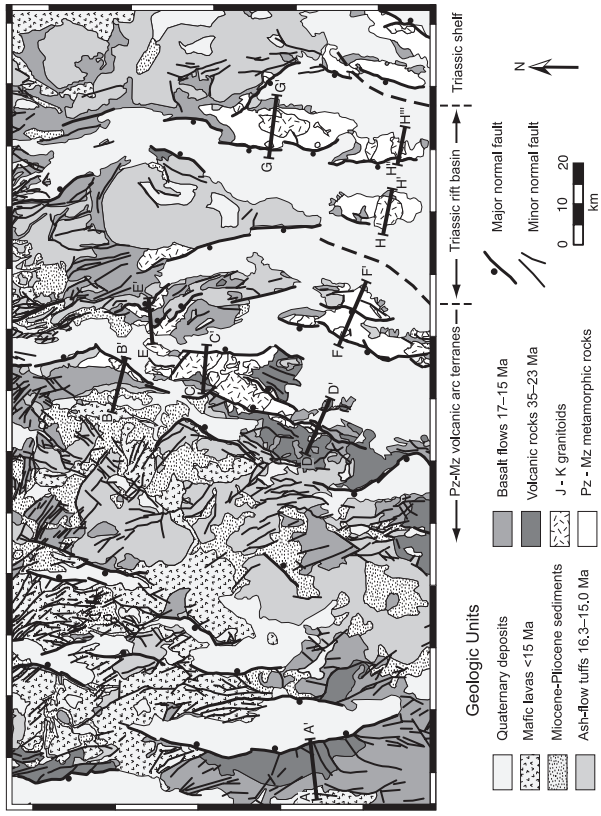 A
A'
B
B'
C'
D
D'
E
E'
F
F'
G
G'
H
H'
H''
H'''
Pz-Mz volcanic arc terranes
Triassic rift basin
Triassic shelf
Geologic Units
Quaternary deposits
Mafic lavas <15 Ma
Miocene-Pliocene sediments
Ash-flow tuffs 16.3–15.0 Ma
Basalt flows 17–15 Ma
Volcanic rocks 35–23 Ma
J - K granitoids
Pz - Mz metamorphic rocks
Major normal fault
Minor normal fault
0 10 20
km
N